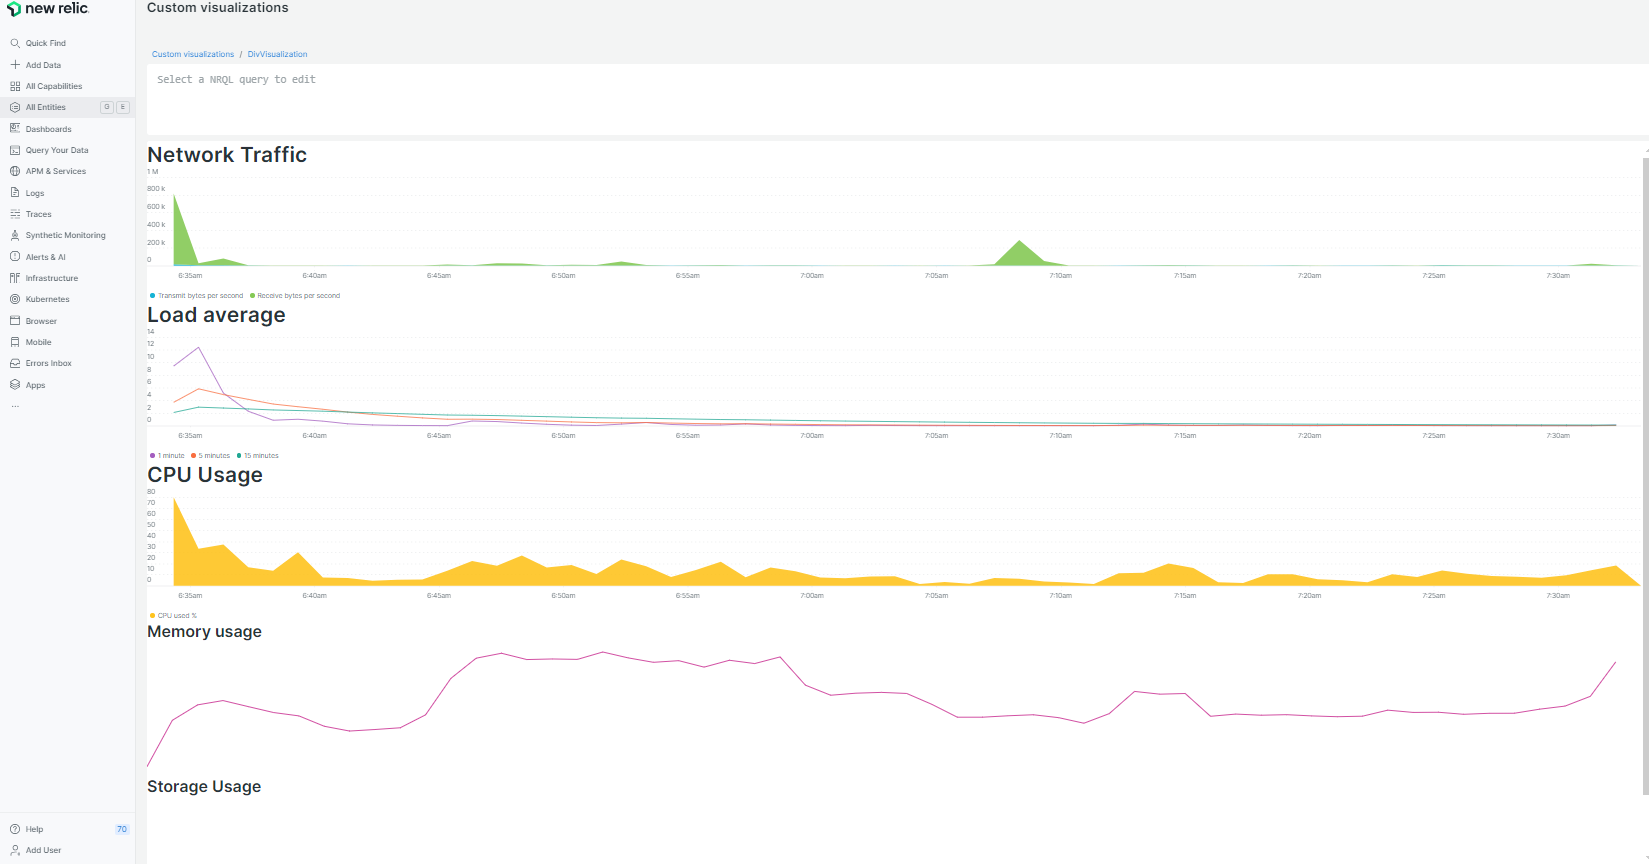 new relic
Custom visualizations
Quick Find
Add Data
All Capabilities
All Entities G E
Dashboards
Query Your Data
APM & Services
Logs
Traces
Synthetic Monitoring
Alerts & AI
Infrastructure
Kubernetes
Browser
Mobile
Errors Inbox
Apps
...
Help 70
Add User
Custom visualizations / DivVisualization
Select a NRQL query to edit
Network Traffic
1 M
800 k
600 k
400 k
200 k
0
6:35am 6:40am 6:45am 6:50am 6:55am 7:00am 7:05am 7:10am 7:15am 7:20am 7:25am 7:30am
Transmit bytes per second Receive bytes per second
Load average
14
12
10
8
6
4
2
0
6:35am 6:40am 6:45am 6:50am 6:55am 7:00am 7:05am 7:10am 7:15am 7:20am 7:25am 7:30am
1 minute 5 minutes 15 minutes
CPU Usage
80
70
60
50
40
30
20
10
0
6:35am 6:40am 6:45am 6:50am 6:55am 7:00am 7:05am 7:10am 7:15am 7:20am 7:25am 7:30am
CPU used %
Memory usage
Storage Usage